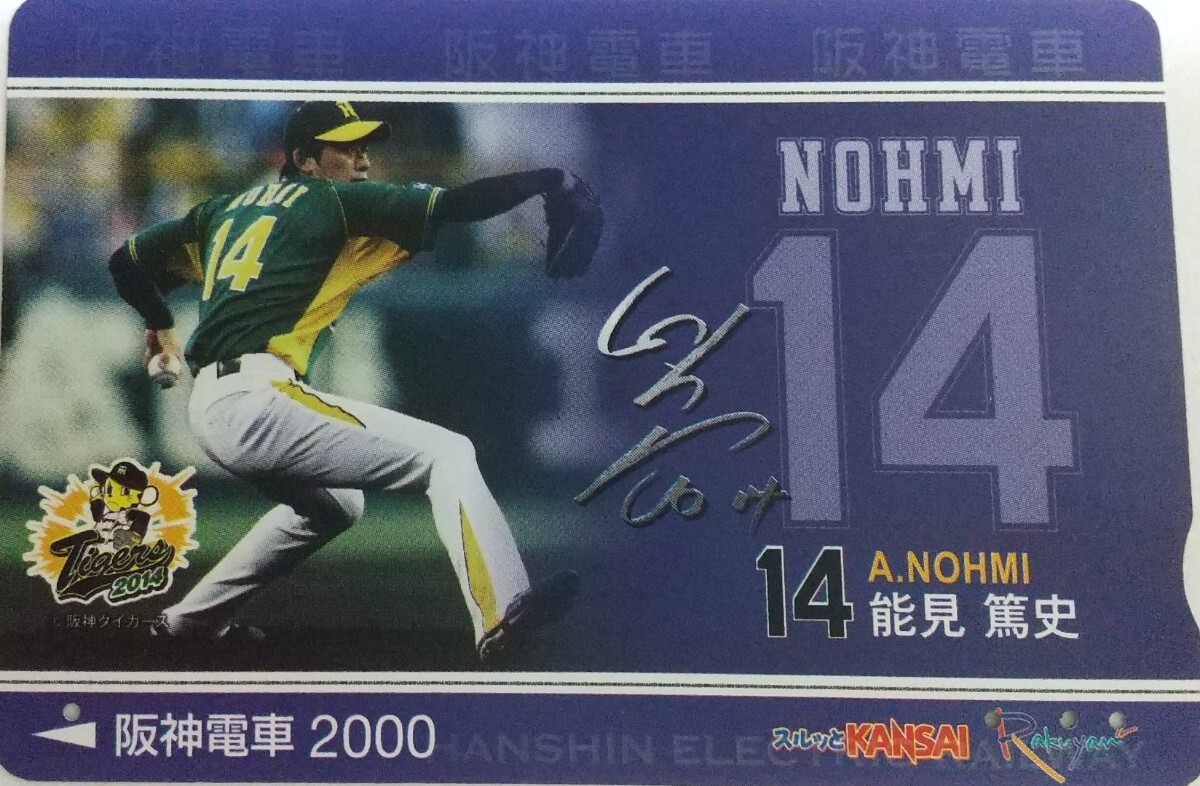 阪神電車 阪神電車 阪神電車
NOHMI
14
14
14
A.NOHMI
能見 篤史
Tigers
2014
© 阪神タイガース
阪神電車 2000
HANSHIN ELECTRIC RAILWAY
スルッとKANSAI
Rakuyan